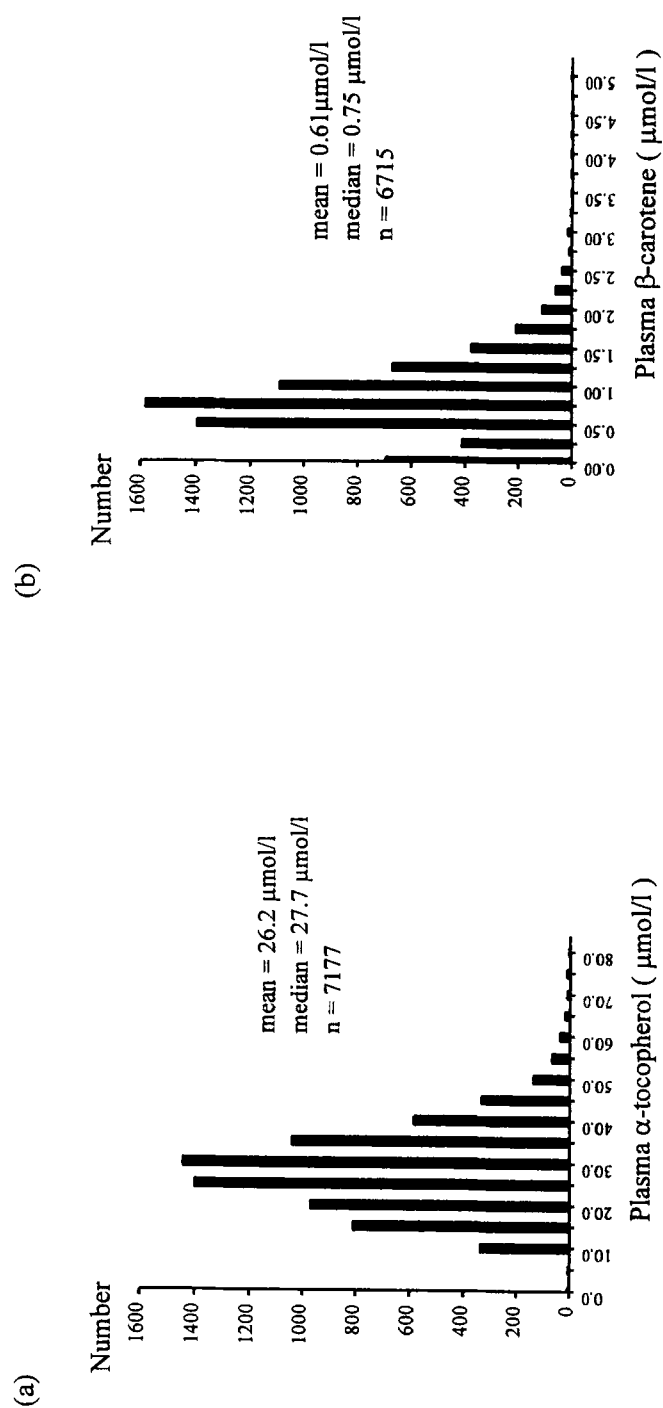 (a)
Number
1600
1400
1200
1000
800
600
400
200
0
mean = 26.2 µmol/l
median = 27.7 µmol/l
n = 7177
0.0 10.0 20.0 30.0 40.0 50.0 60.0 70.0 80.0
Plasma α-tocopherol ( µmol/l )
(b)
Number
1600
1400
1200
1000
800
600
400
200
0
mean = 0.61µmol/l
median = 0.75 µmol/l
n = 6715
0.00 0.50 1.00 1.50 2.00 2.50 3.00 3.50 4.00 4.50 5.00
Plasma β-carotene ( µmol/l )